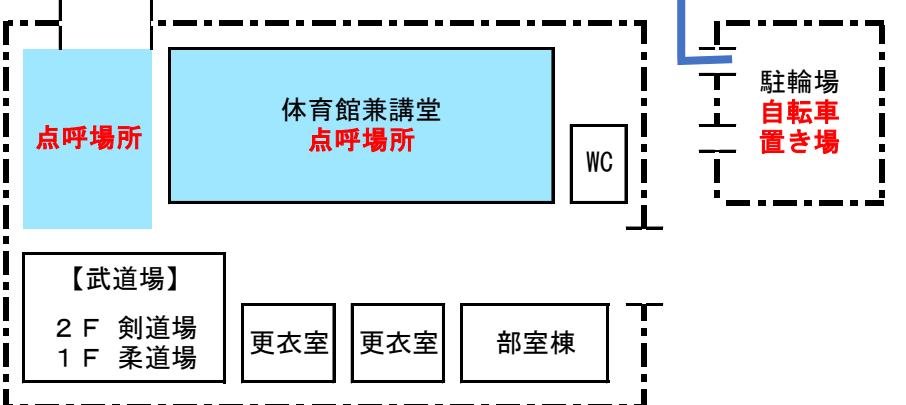 点呼場所
体育館兼講堂
点呼場所
WC
駐輪場
自転車
置き場
【武道場】
２Ｆ 剣道場
１Ｆ 柔道場
更衣室
更衣室
部室棟